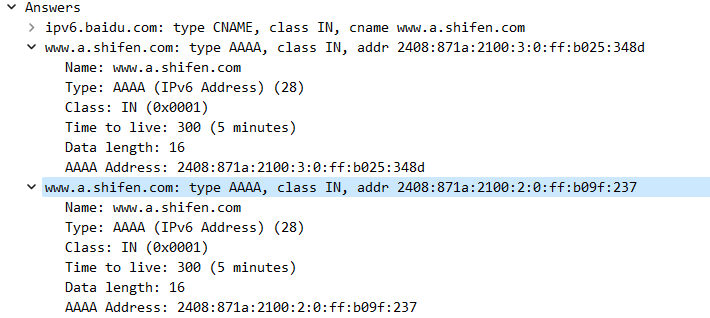 Answers
ipv6.baidu.com: type CNAME, class IN, cname www.a.shifen.com
www.a.shifen.com: type AAAA, class IN, addr 2408:871a:2100:3:0:ff:b025:348d
Name: www.a.shifen.com
Type: AAAA (IPv6 Address) (28)
Class: IN (0x0001)
Time to live: 300 (5 minutes)
Data length: 16
AAAA Address: 2408:871a:2100:3:0:ff:b025:348d
www.a.shifen.com: type AAAA, class IN, addr 2408:871a:2100:2:0:ff:b09f:237
Name: www.a.shifen.com
Type: AAAA (IPv6 Address) (28)
Class: IN (0x0001)
Time to live: 300 (5 minutes)
Data length: 16
AAAA Address: 2408:871a:2100:2:0:ff:b09f:237